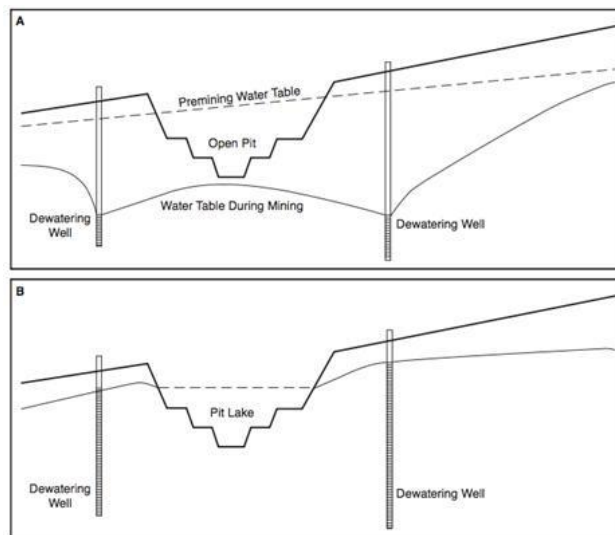 A
Premining Water Table
Open Pit
Water Table During Mining
Dewatering
Well
Dewatering Well
B
Pit Lake
Dewatering
Well
Dewatering Well